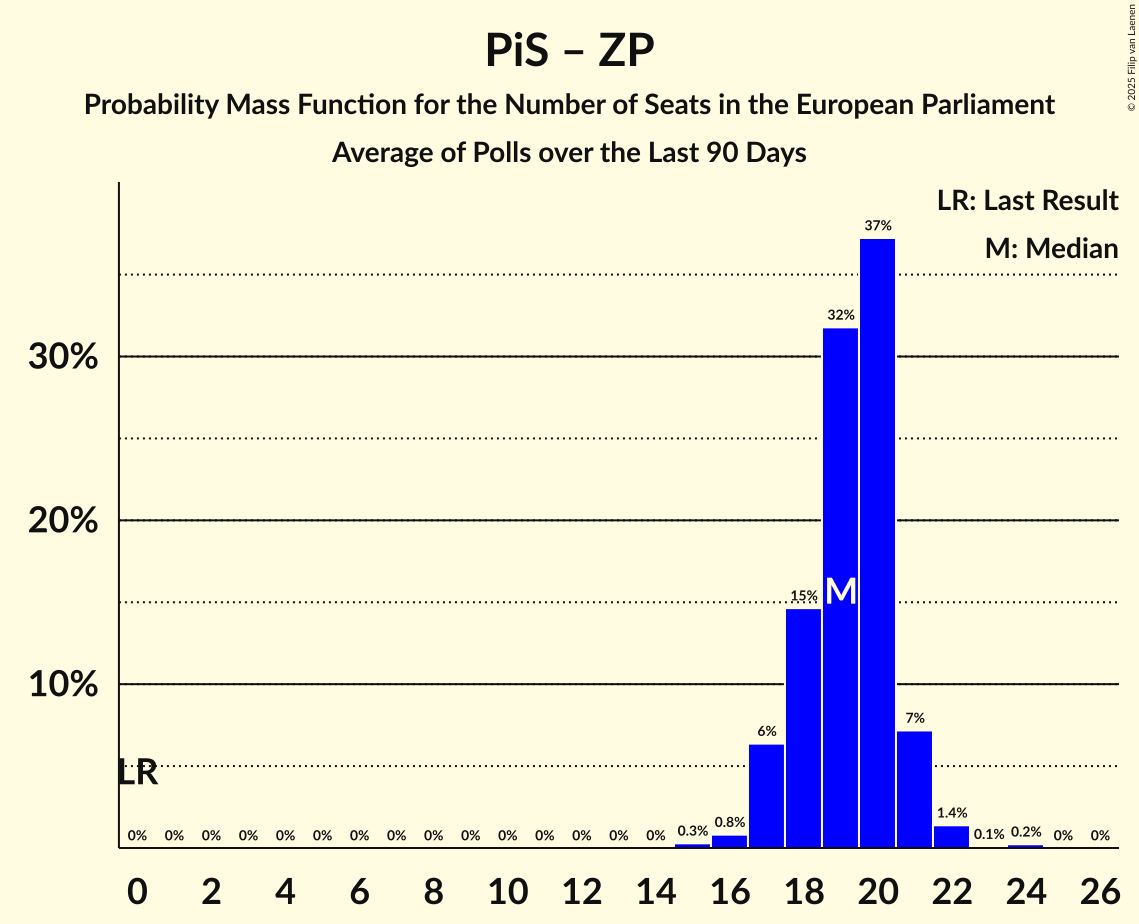 PiS – ZP
Probability Mass Function for the Number of Seats in the European Parliament
Average of Polls over the Last 90 Days
© 2025 Filip van Laenen
LR: Last Result
M: Median
30%
20%
10%
0% 0% 0% 0% 0% 0% 0% 0% 0% 0% 0% 0% 0% 0% 0% 0.3% 0.8% 6% 15% 32% 37% 7% 1.4% 0.1% 0.2% 0% 0%
M
LR
0 2 4 6 8 10 12 14 16 18 20 22 24 26